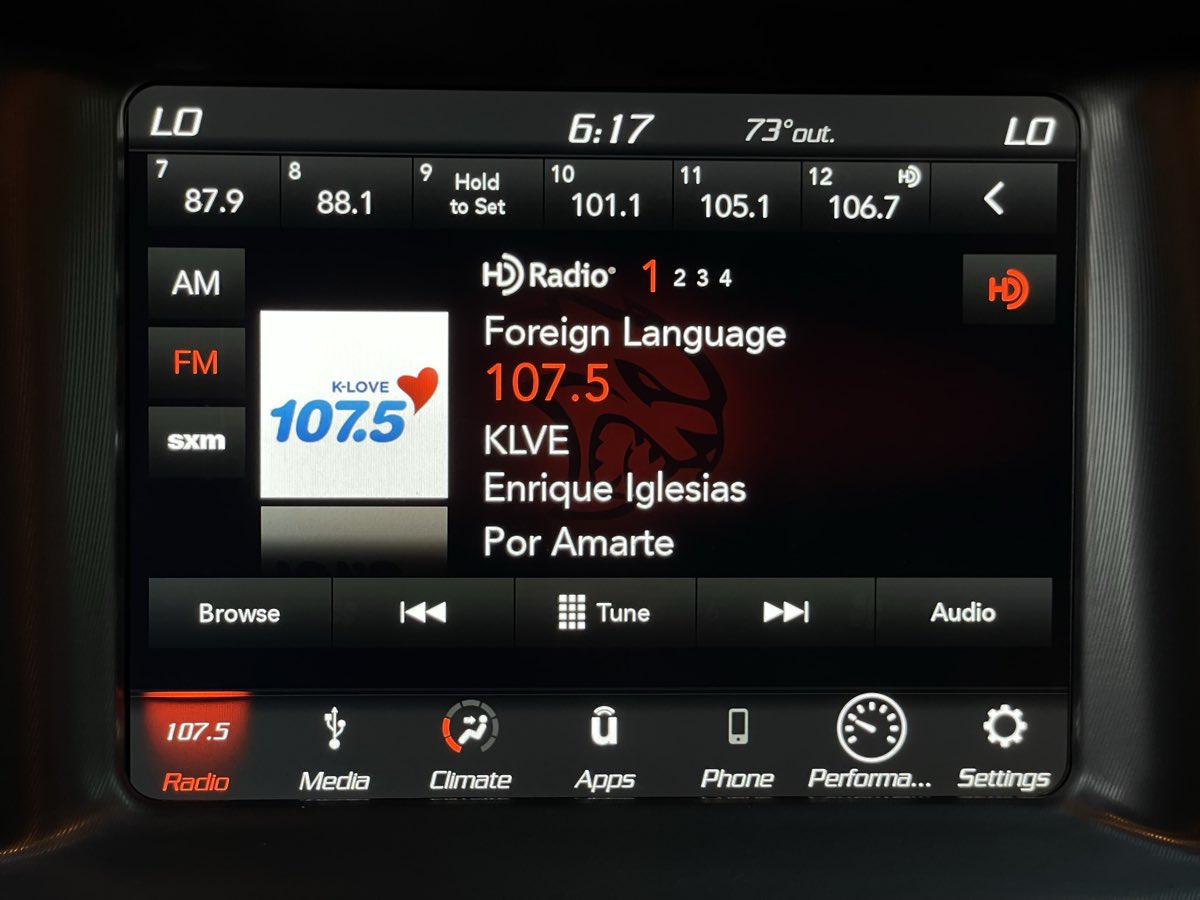 LO 6:17 73°out. LO
7 87.9 8 88.1 9 Hold to Set 10 101.1 11 105.1 12 HD 106.7
AM
FM
sxm
K-LOVE
107.5
HD Radio® 1 2 3 4
HD
Foreign Language
107.5
KLVE
Enrique Iglesias
Por Amarte
Browse Tune Audio
107.5
Radio Media Climate Apps Phone Performa... Settings